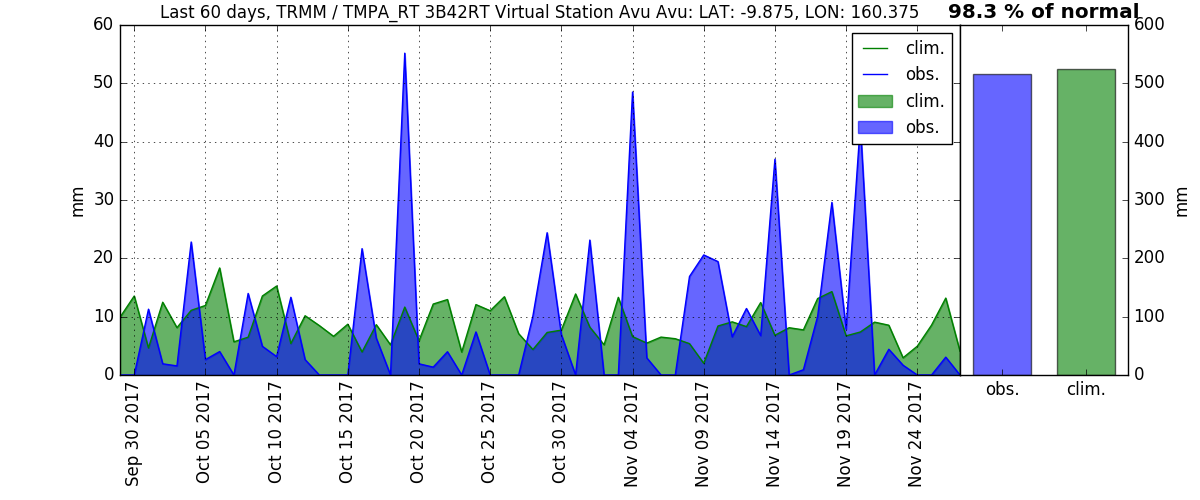 Last 60 days, TRMM / TMPA_RT 3B42RT Virtual Station Avu Avu: LAT: -9.875, LON: 160.375
98.3 % of normal
60
50
40
30
20
10
0
mm
clim.
obs.
clim.
obs.
600
500
400
300
200
100
0
mm
Sep 30 2017
Oct 05 2017
Oct 10 2017
Oct 15 2017
Oct 20 2017
Oct 25 2017
Oct 30 2017
Nov 04 2017
Nov 09 2017
Nov 14 2017
Nov 19 2017
Nov 24 2017
obs.
clim.